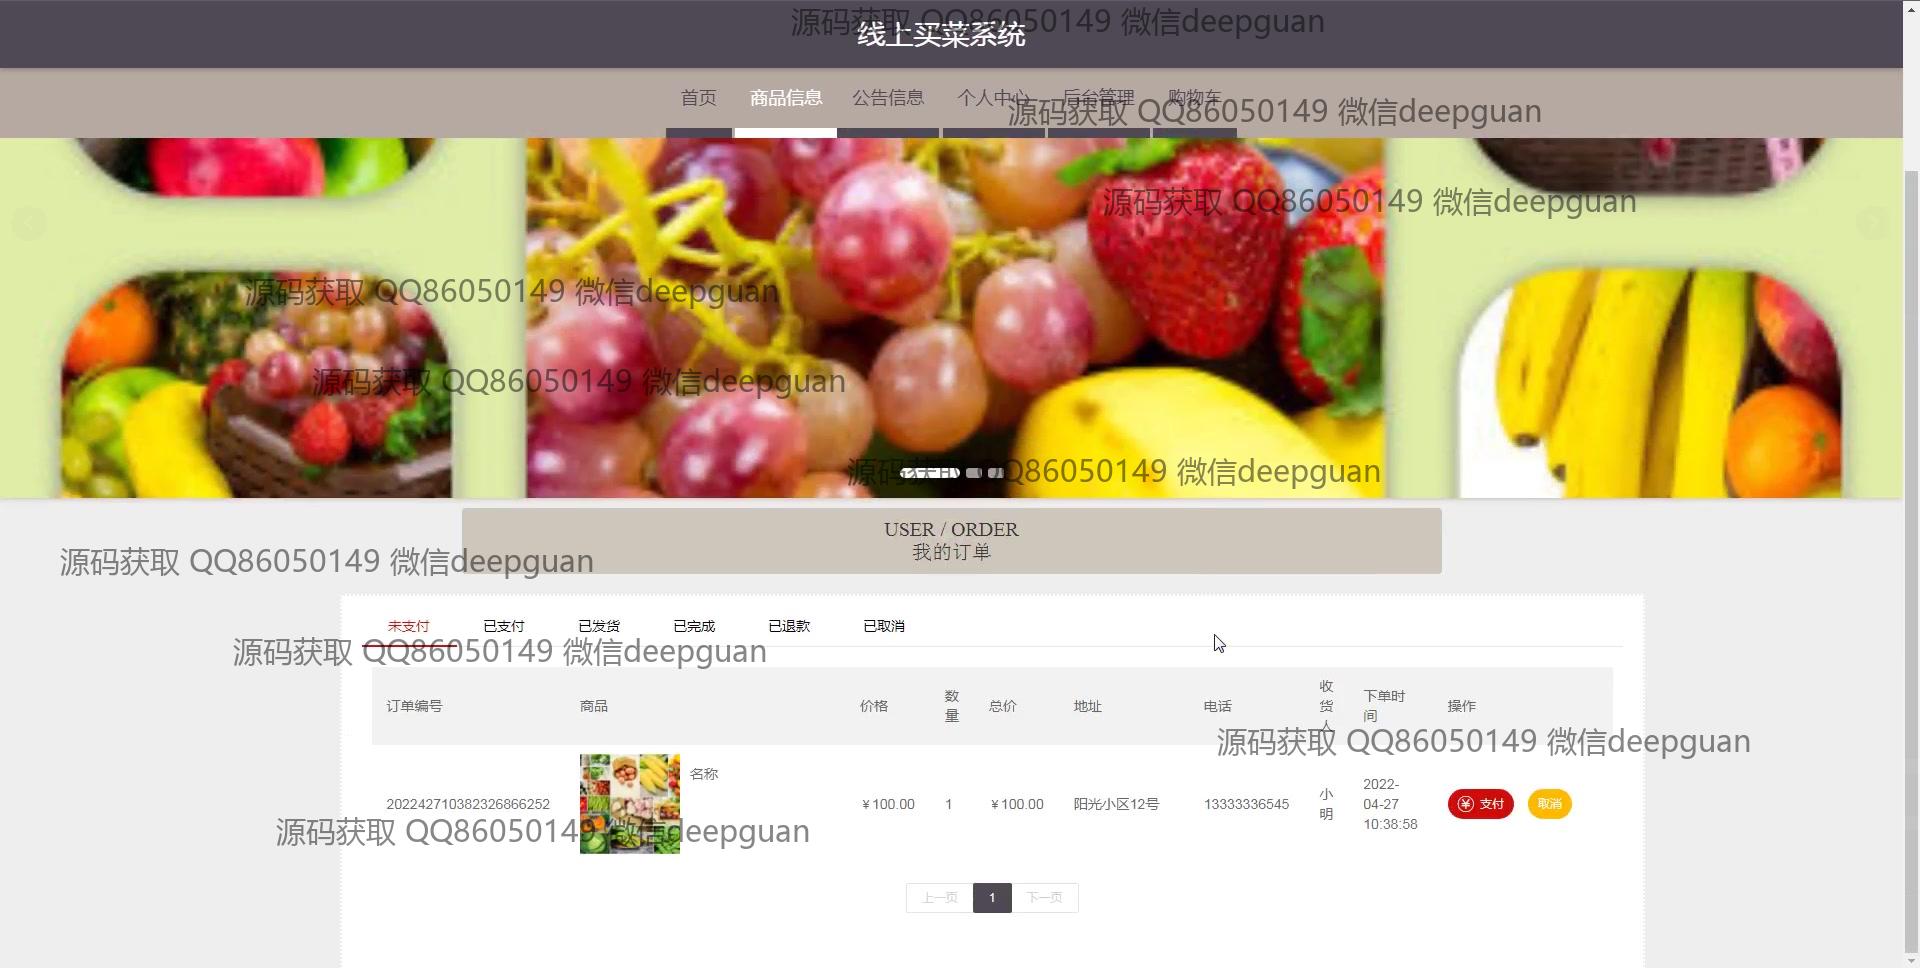 源码获取 QQ86050149 微信deepguan
线上买菜系统
首页 商品信息 公告信息 个人中心 后台管理 购物车
源码获取 QQ86050149 微信deepguan
源码获取 QQ86050149 微信deepguan
源码获取 QQ86050149 微信deepguan
源码获取 QQ86050149 微信deepguan
源码获取 QQ86050149 微信deepguan
USER / ORDER
我的订单
源码获取 QQ86050149 微信deepguan
未支付 已支付 已发货 已完成 已退款 已取消
源码获取 QQ86050149 微信deepguan
订单编号 商品 价格 数量 总价 地址 电话 收货人 下单时间 操作
源码获取 QQ86050149 微信deepguan
名称
202242710382326866252 ￥100.00 1 ￥100.00 阳光小区12号 13333336545 小明 2022-04-27 10:38:58 支付 取消
源码获取 QQ86050149 微信deepguan
上一页 1 下一页